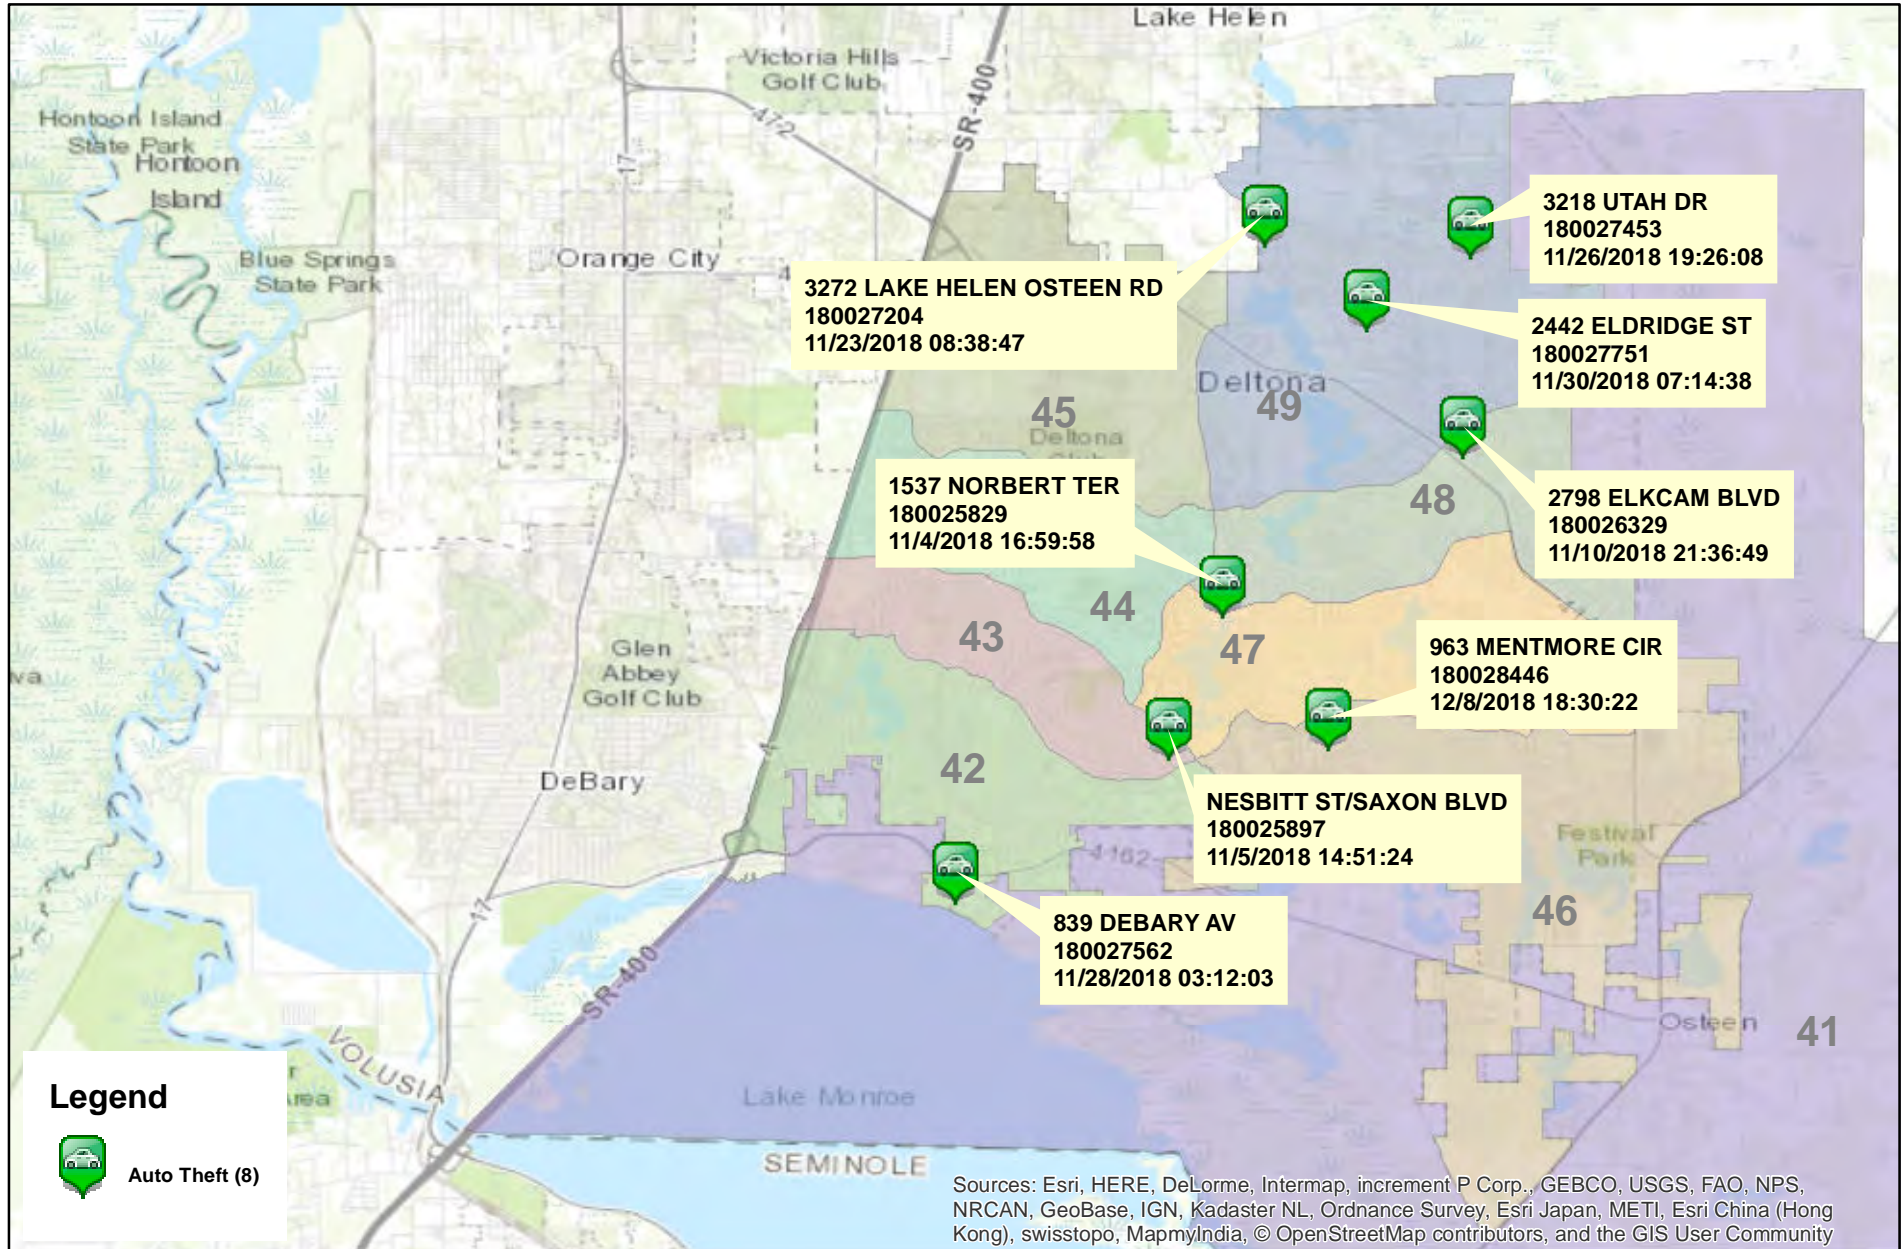 Lake Helen
Victoria Hills
Golf Club
472
SR-400
Hontoon Island
State Park
Hontoon
Island
17
Blue Springs
State Park
Orange City
3218 UTAH DR
180027453
11/26/2018 19:26:08
3272 LAKE HELEN OSTEEN RD
180027204
11/23/2018 08:38:47
2442 ELDRIDGE ST
180027751
11/30/2018 07:14:38
Deltona
49
45
Deltona
1537 NORBERT TER
180025829
11/4/2018 16:59:58
48
2798 ELKCAM BLVD
180026329
11/10/2018 21:36:49
44
43
47
Glen
Abbey
Golf Club
963 MENTMORE CIR
180028446
12/8/2018 18:30:22
42
DeBary
NESBITT ST/SAXON BLVD
180025897
11/5/2018 14:51:24
4162
Festival
Park
46
17
839 DEBARY AV
180027562
11/28/2018 03:12:03
SR-400
Osteen
41
VOLUSIA
Lake Monroe
SEMINOLE
Legend
Auto Theft (8)
Sources: Esri, HERE, DeLorme, Intermap, increment P Corp., GEBCO, USGS, FAO, NPS,
NRCAN, GeoBase, IGN, Kadaster NL, Ordnance Survey, Esri Japan, METI, Esri China (Hong
Kong), swisstopo, MapmyIndia, © OpenStreetMap contributors, and the GIS User Community